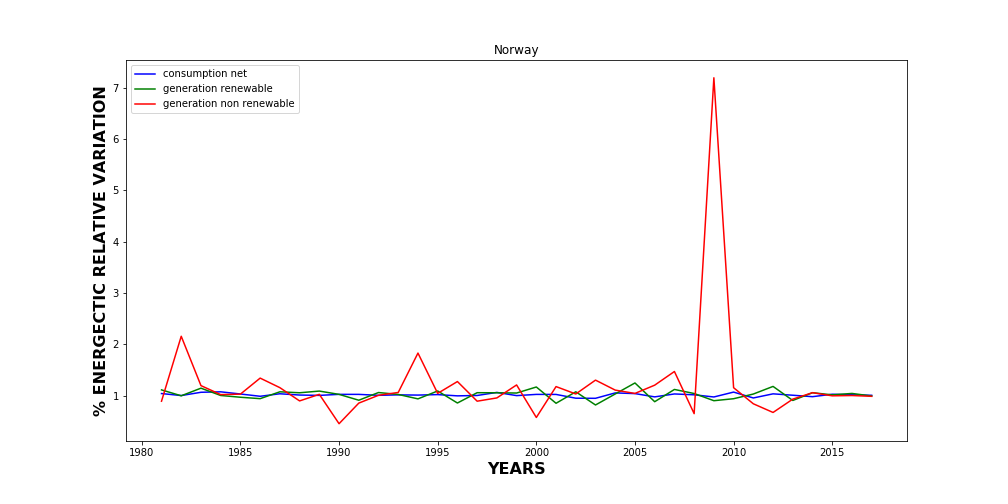 Norway
consumption net
generation renewable
generation non renewable
% ENERGECTIC RELATIVE VARIATION
7
6
5
4
3
2
1
1980 1985 1990 1995 2000 2005 2010 2015
YEARS